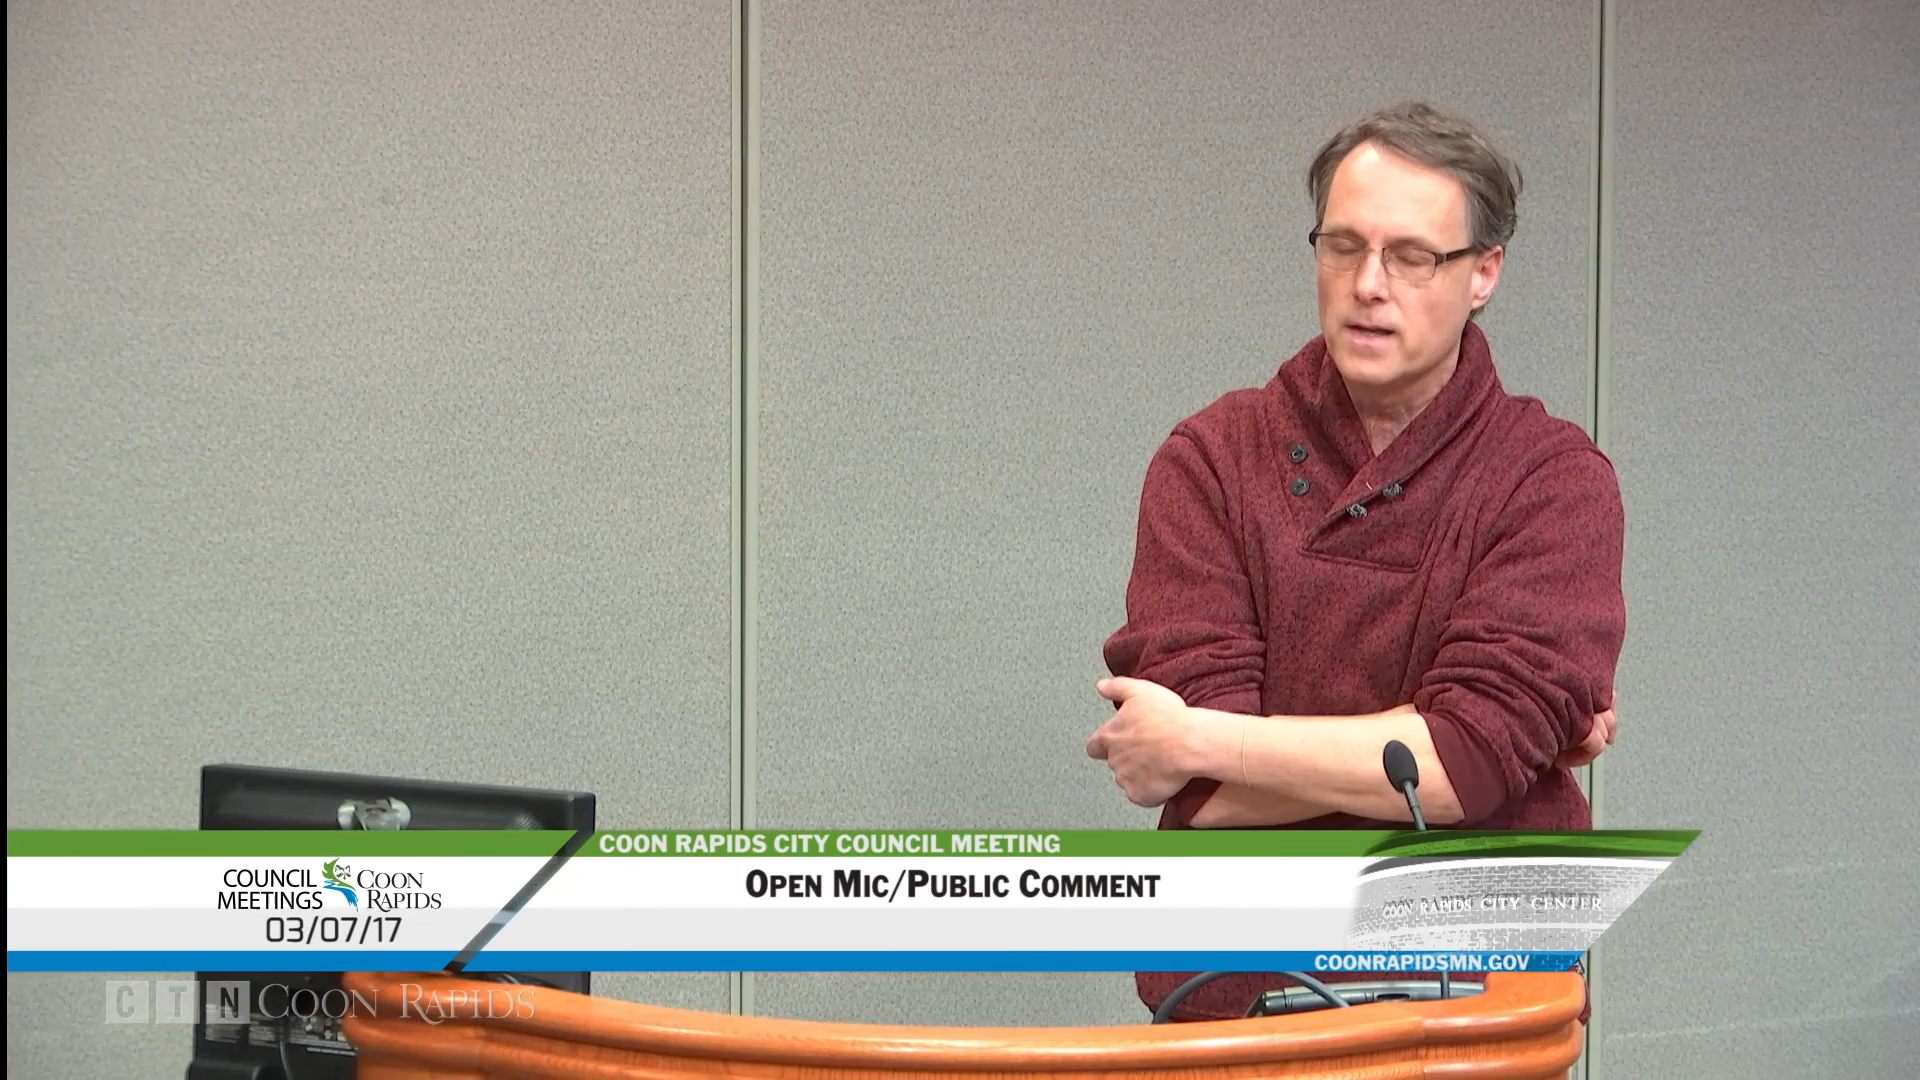 COON RAPIDS CITY COUNCIL MEETING
OPEN MIC/PUBLIC COMMENT
COUNCIL MEETINGS
COON RAPIDS
03/07/17
COON RAPIDS CITY CENTER
COONRAPIDSMN.GOV
CTN COON RAPIDS